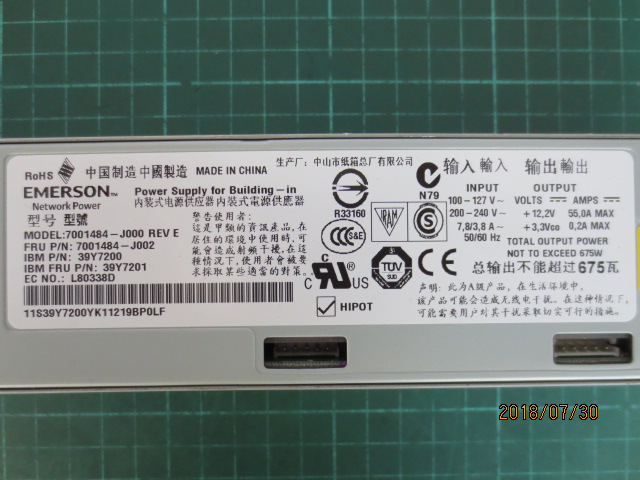 RoHS
中国制造 中國製造 MADE IN CHINA
生产厂: 中山市纸箱总厂有限公司
EMERSON™
Network Power
Power Supply for Building-in
内裝式电源供应器 內裝式電源供應器
型号 型號
MODEL:7001484-J000 REV E
FRU P/N: 7001484-J002
IBM P/N: 39Y7200
IBM FRU P/N: 39Y7201
EC NO.: L80338D
警告使用者:
這是甲類的資訊產品,在
居住的環境中使用時,可
能會造成射頻干擾,在這
種情況下,使用者會被要
求採取某些適當的對策。
11S39Y7200YK11219BP0LF
R33160
N79
S&E
TÜV
C US
HIPOT
CE
输入 輸入 输出 輸出
INPUT
100-127 V~
200-240 V~
7,8/3,8 A~
50/60 Hz
OUTPUT
VOLTS AMPS
+12,2V 55,0A MAX
+3,3Vco 0,2A MAX
TOTAL OUTPUT POWER
NOT TO EXCEED 675W
总输出不能超过675瓦
声明: 此为A级产品,在生活环境中,
该产品可能会造成无线电干扰。在这种情况下,
可能需要用户对其干扰采取切实可行的措施。
2018/07/30